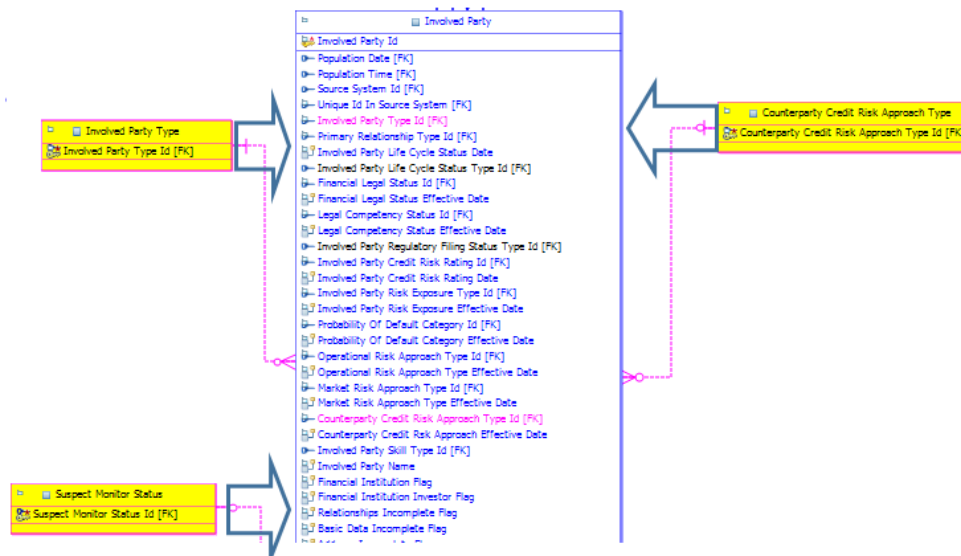 Involved Party
Involved Party Id
Population Date [FK]
Population Time [FK]
Source System Id [FK]
Unique Id In Source System [FK]
Involved Party Type Id [FK]
Primary Relationship Type Id [FK]
Involved Party Life Cycle Status Date
Involved Party Life Cycle Status Type Id [FK]
Financial Legal Status Id [FK]
Financial Legal Status Effective Date
Legal Competency Status Id [FK]
Legal Competency Status Effective Date
Involved Party Regulatory Filing Status Type Id [FK]
Involved Party Credit Risk Rating Id [FK]
Involved Party Credit Risk Rating Date
Involved Party Risk Exposure Type Id [FK]
Involved Party Risk Exposure Effective Date
Probability Of Default Category Id [FK]
Probability Of Default Category Effective Date
Operational Risk Approach Type Id [FK]
Operational Risk Approach Type Effective Date
Market Risk Approach Type Id [FK]
Market Risk Approach Type Effective Date
Counterparty Credit Risk Approach Type Id [FK]
Counterparty Credit Rsk Approach Effective Date
Involved Party Skill Type Id [FK]
Involved Party Name
Financial Institution Flag
Financial Institution Investor Flag
Relationships Incomplete Flag
Basic Data Incomplete Flag
Involved Party Type
Involved Party Type Id [FK]
Counterparty Credit Risk Approach Type
Counterparty Credit Risk Approach Type Id [FK]
Suspect Monitor Status
Suspect Monitor Status Id [FK]